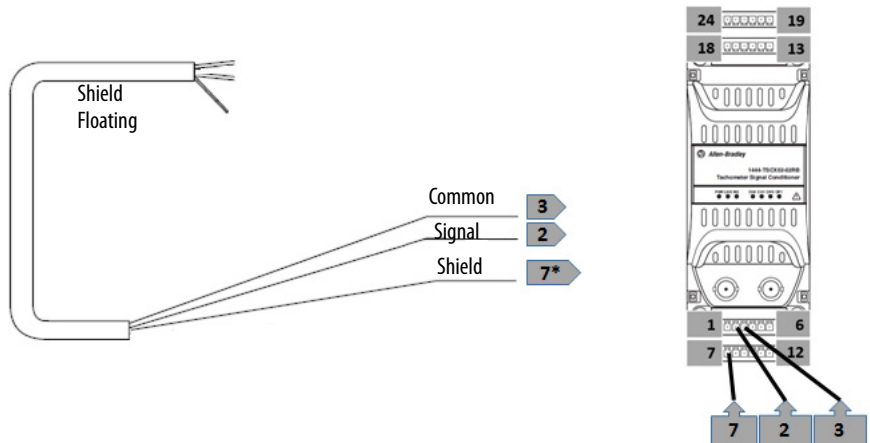 Shield
Floating
Common 3
Signal 2
Shield 7*
24 19
18 13
Allen-Bradley
1444-TSCX02-02RB
Tachometer Signal Conditioner
1 6
7 12
7 2 3